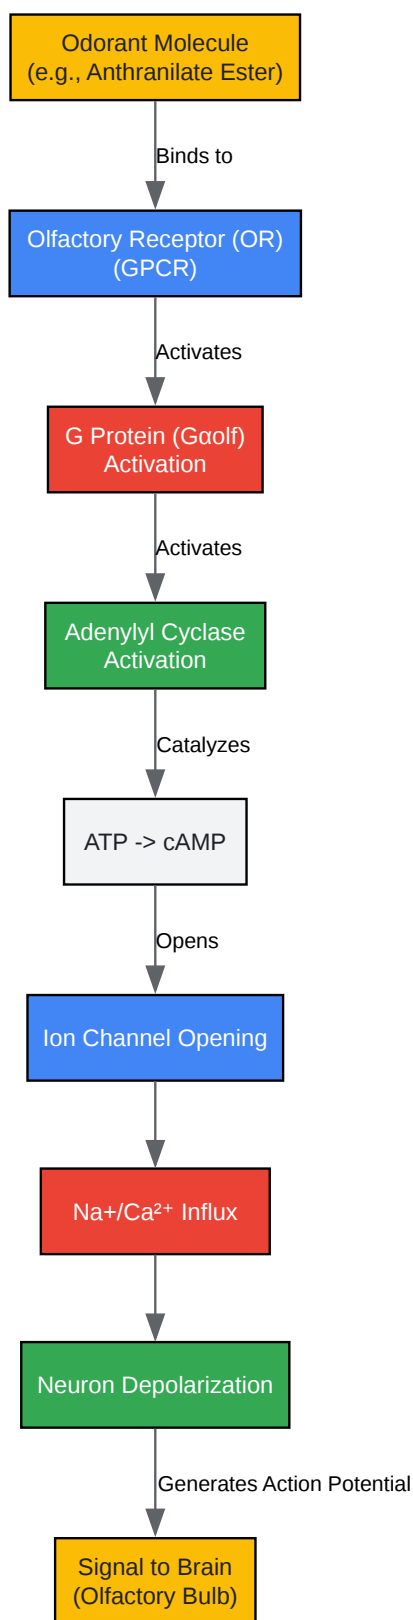 Odorant Molecule
(e.g., Anthranilate Ester)
Binds to
Olfactory Receptor (OR)
(GPCR)
Activates
G Protein (Gαolf)
Activation
Activates
Adenylyl Cyclase
Activation
Catalyzes
ATP -> cAMP
Opens
Ion Channel Opening
Na+/Ca²⁺ Influx
Neuron Depolarization
Generates Action Potential
Signal to Brain
(Olfactory Bulb)